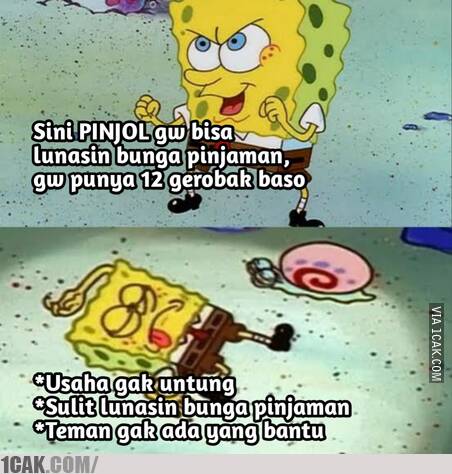 Sini PINJOL gw bisa
lunasin bunga pinjaman,
gw punya 12 gerobak baso
*Usaha gak untung
*Sulit lunasin bunga pinjaman
*Teman gak ada yang bantu
VIA 1CAK.COM
1CAK.COM/